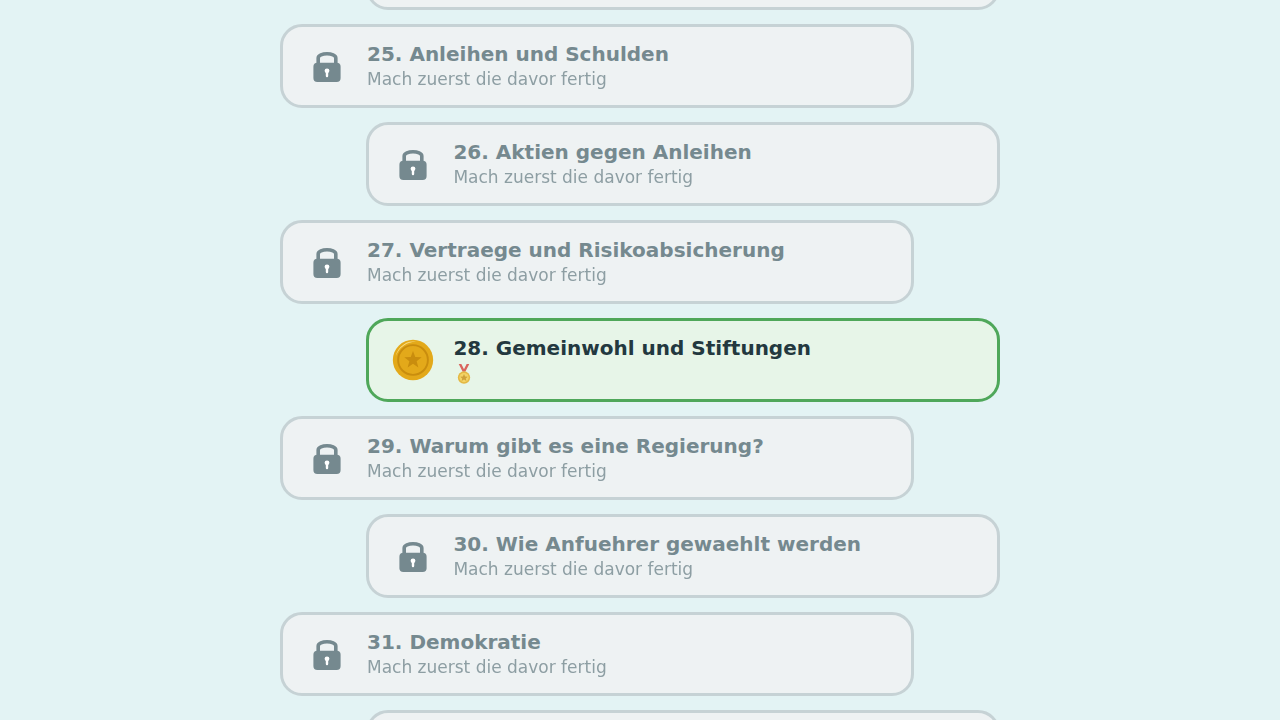 25. Anleihen und Schulden
Mach zuerst die davor fertig
26. Aktien gegen Anleihen
Mach zuerst die davor fertig
27. Vertraege und Risikoabsicherung
Mach zuerst die davor fertig
28. Gemeinwohl und Stiftungen
29. Warum gibt es eine Regierung?
Mach zuerst die davor fertig
30. Wie Anfuehrer gewaehlt werden
Mach zuerst die davor fertig
31. Demokratie
Mach zuerst die davor fertig